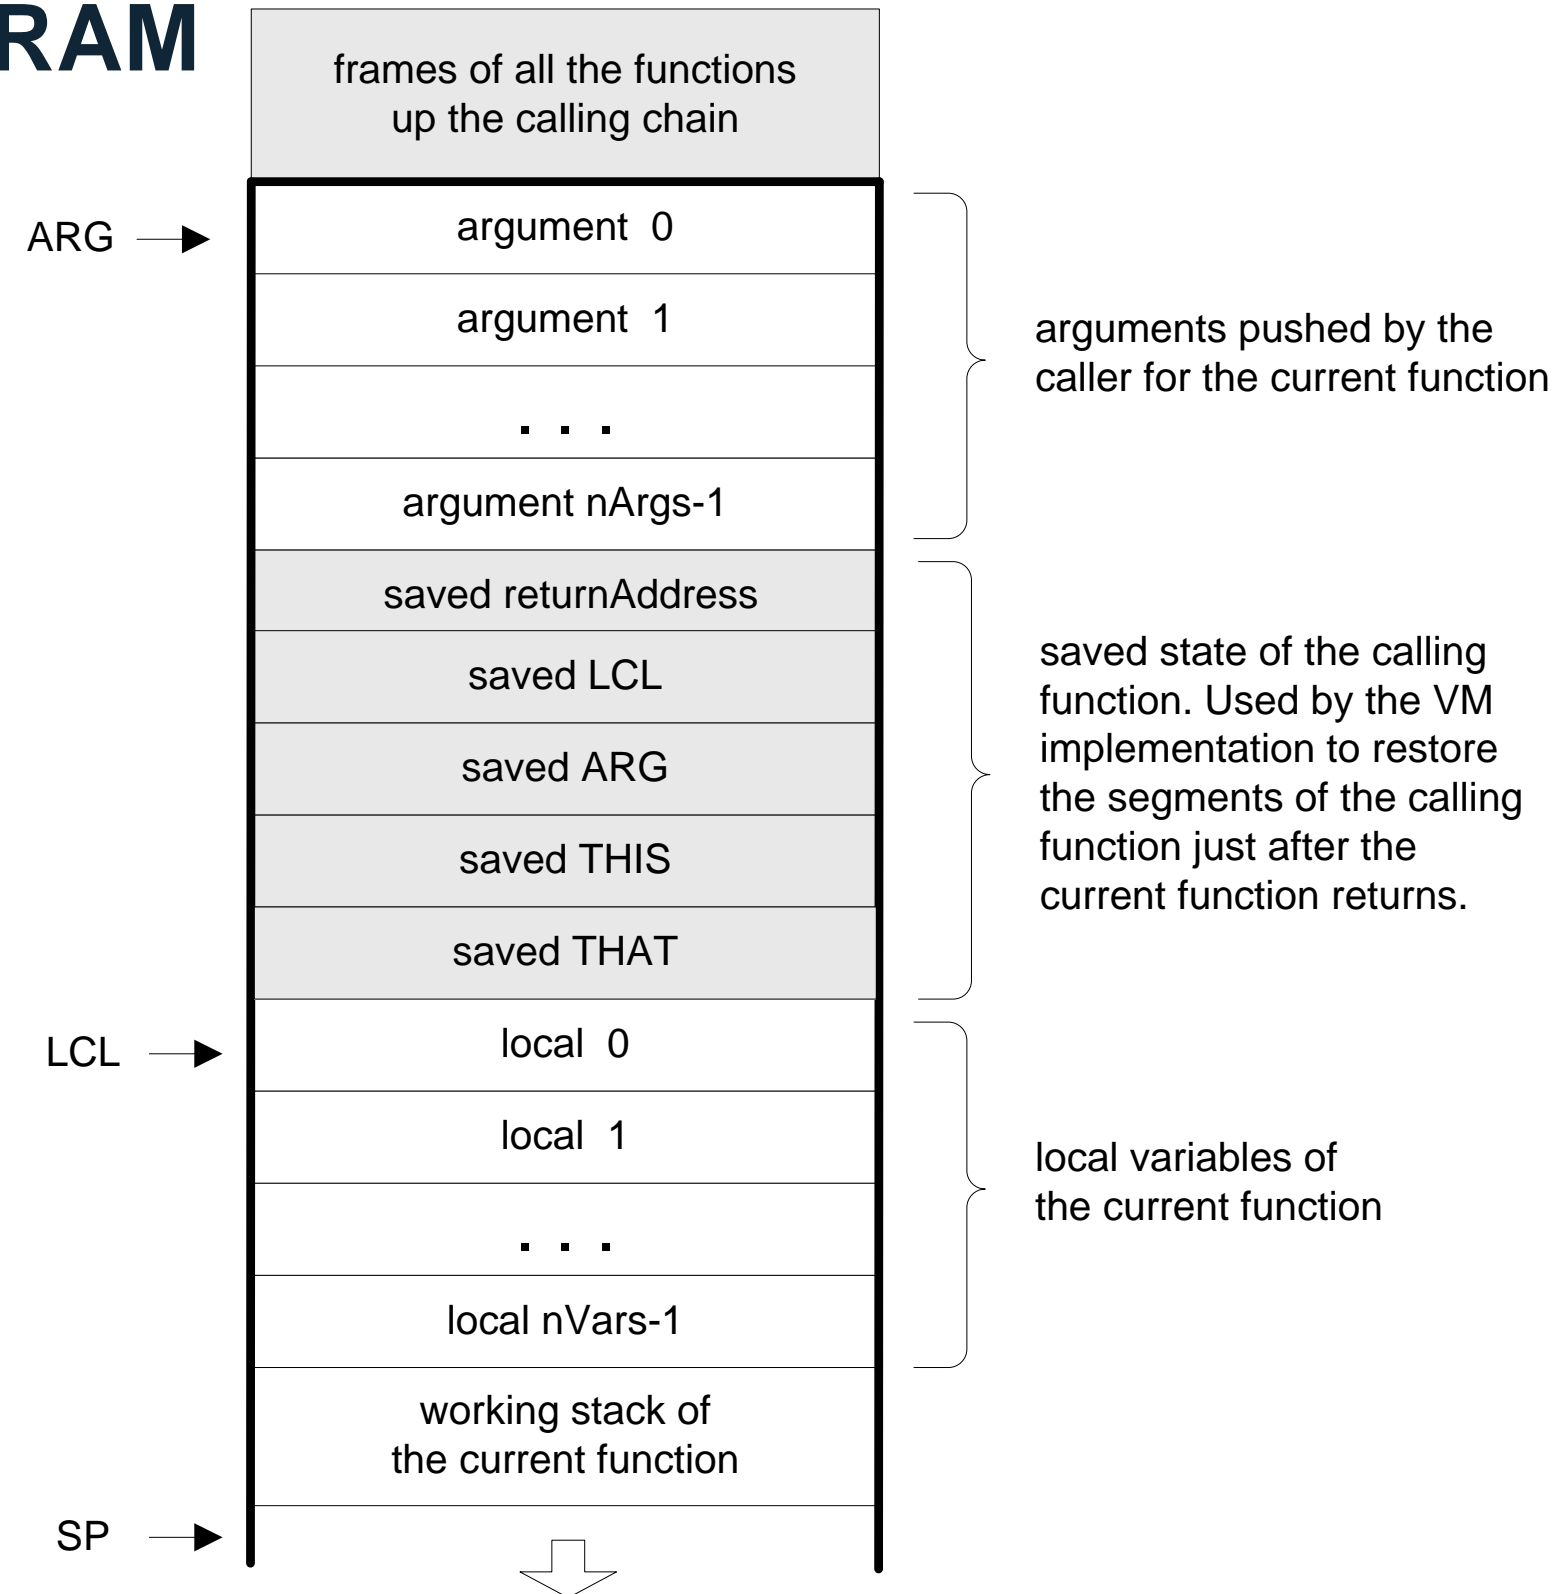 RAM
frames of all the functions
up the calling chain
ARG
argument 0
argument 1
. . .
argument nArgs-1
arguments pushed by the
caller for the current function
saved returnAddress
saved LCL
saved ARG
saved THIS
saved THAT
saved state of the calling
function. Used by the VM
implementation to restore
the segments of the calling
function just after the
current function returns.
LCL
local 0
local 1
. . .
local nVars-1
local variables of
the current function
working stack of
the current function
SP